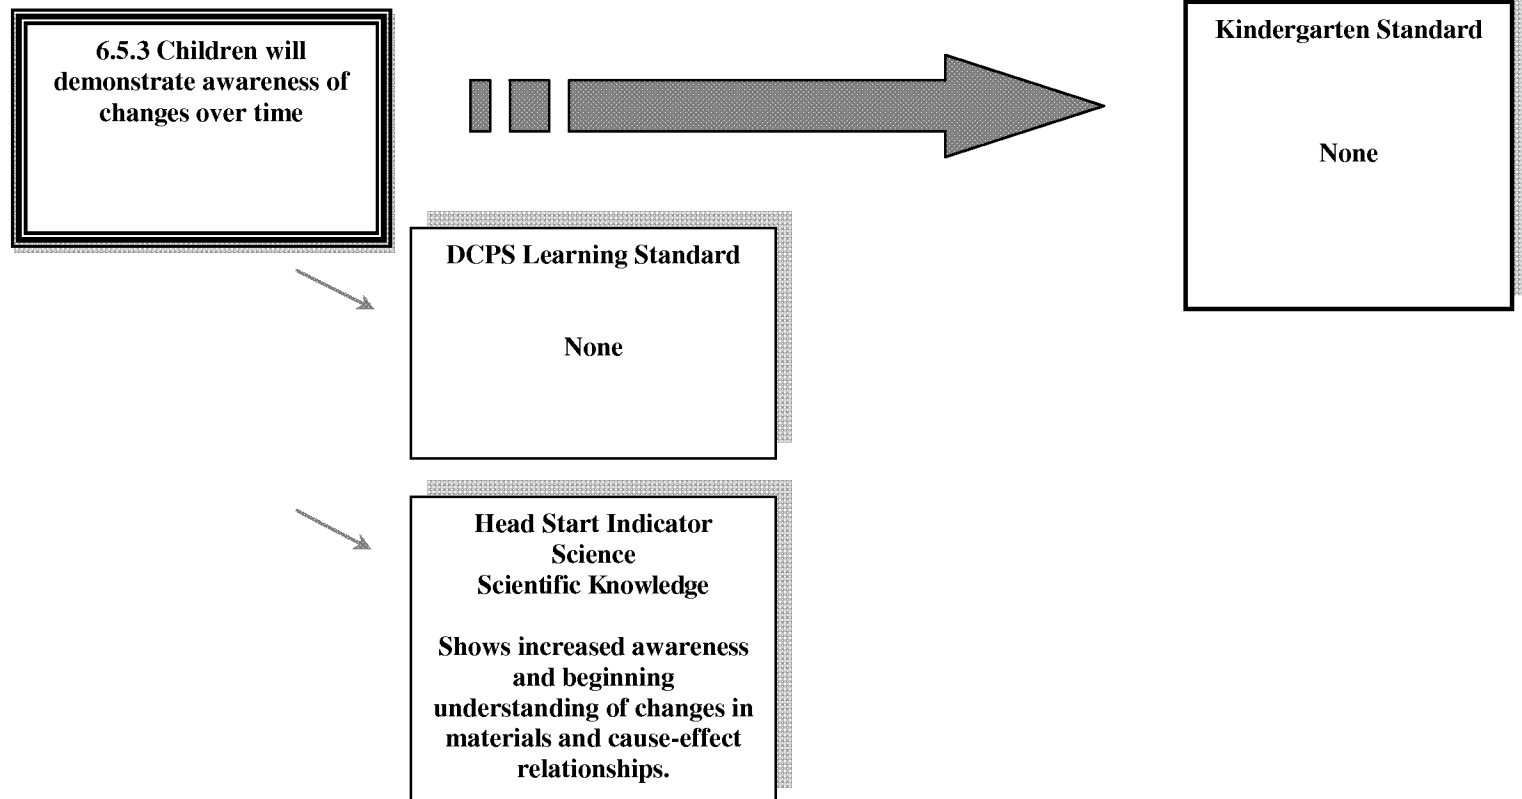 6.5.3 Children will
demonstrate awareness of
changes over time
Kindergarten Standard
None
DCPS Learning Standard
None
Head Start Indicator
Science
Scientific Knowledge
Shows increased awareness
and beginning
understanding of changes in
materials and cause-effect
relationships.